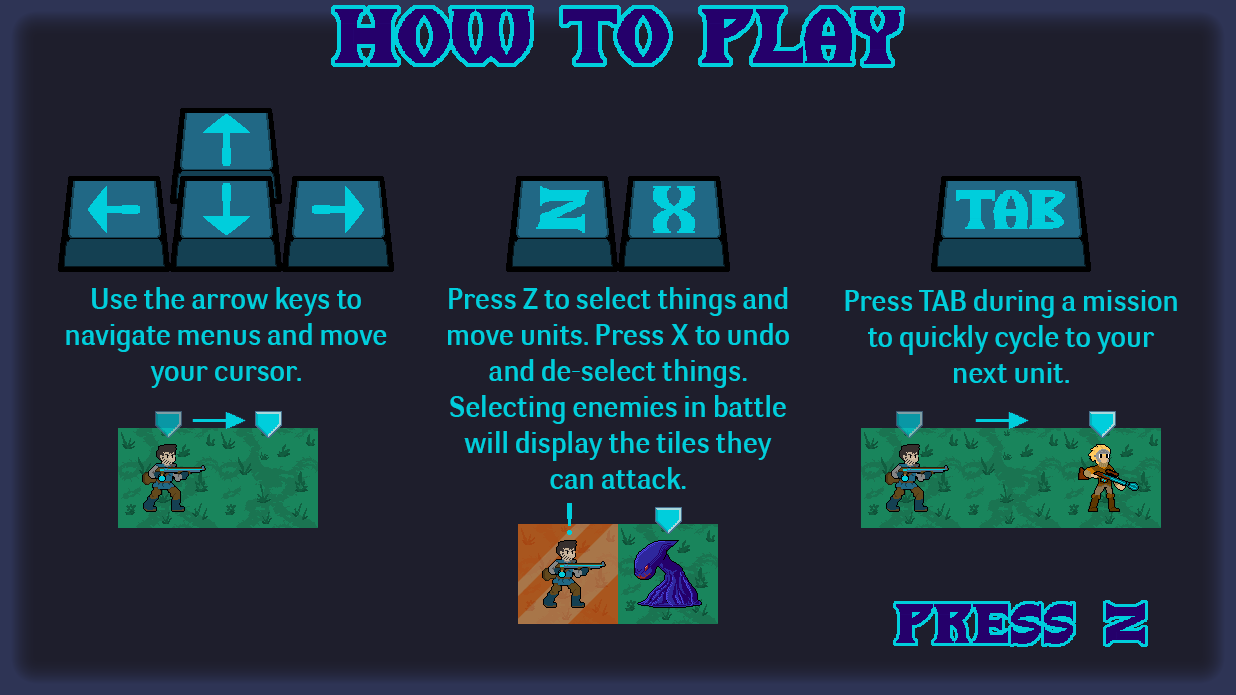 HOW TO PLAY
Z X
TAB
Use the arrow keys to
navigate menus and move
your cursor.
Press Z to select things and
move units. Press X to undo
and de-select things.
Selecting enemies in battle
will display the tiles they
can attack.
!
Press TAB during a mission
to quickly cycle to your
next unit.
PRESS Z